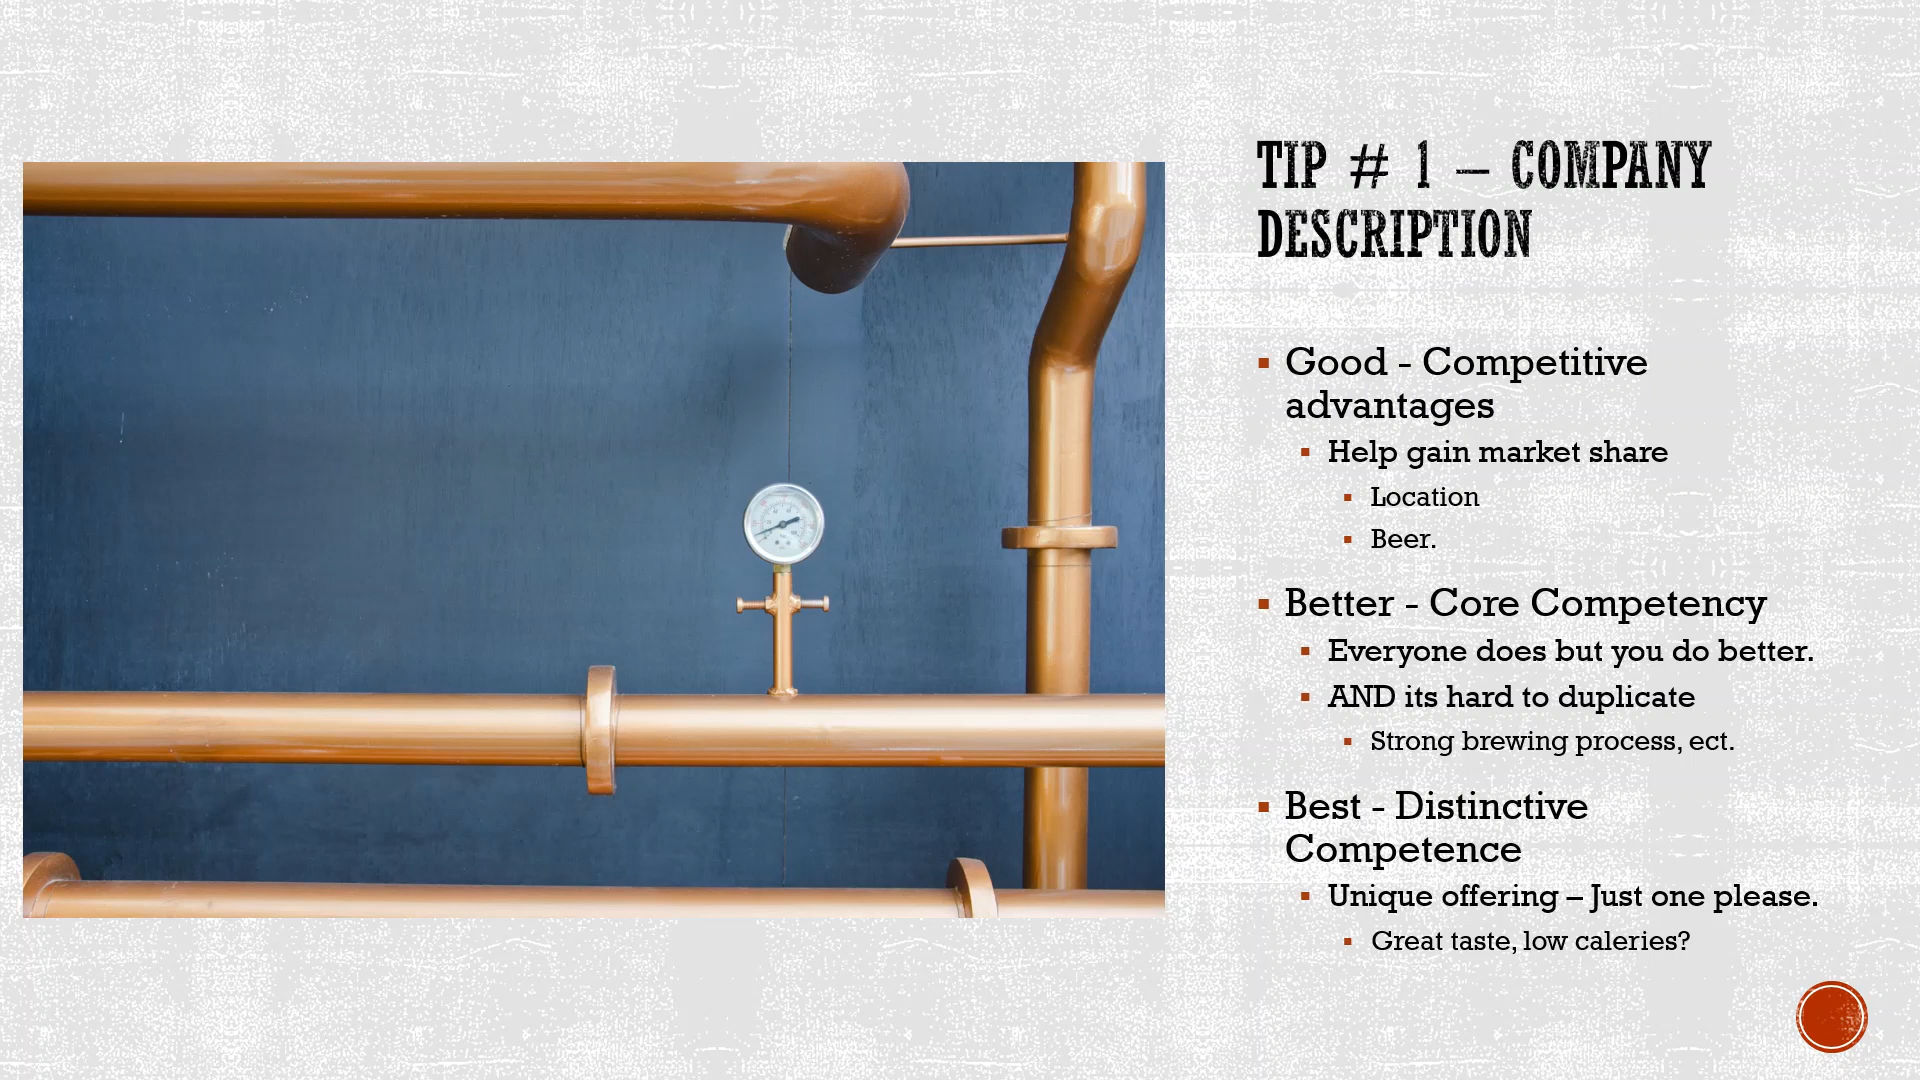 TIP # 1 – COMPANY
DESCRIPTION
Good - Competitive
advantages
Help gain market share
Location
Beer.
Better - Core Competency
Everyone does but you do better.
AND its hard to duplicate
Strong brewing process, ect.
Best - Distinctive
Competence
Unique offering – Just one please.
Great taste, low caleries?